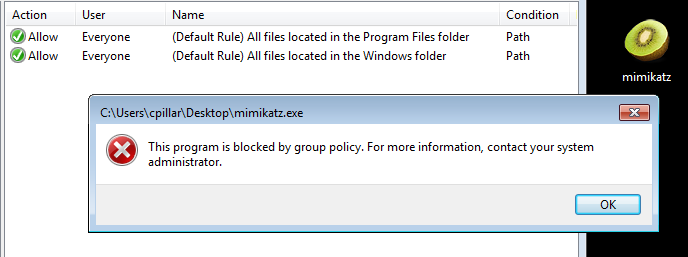 Action User Name Condition
Allow Everyone (Default Rule) All files located in the Program Files folder Path
Allow Everyone (Default Rule) All files located in the Windows folder Path
mimikatz
C:\Users\cpillar\Desktop\mimikatz.exe
This program is blocked by group policy. For more information, contact your system
administrator.
OK